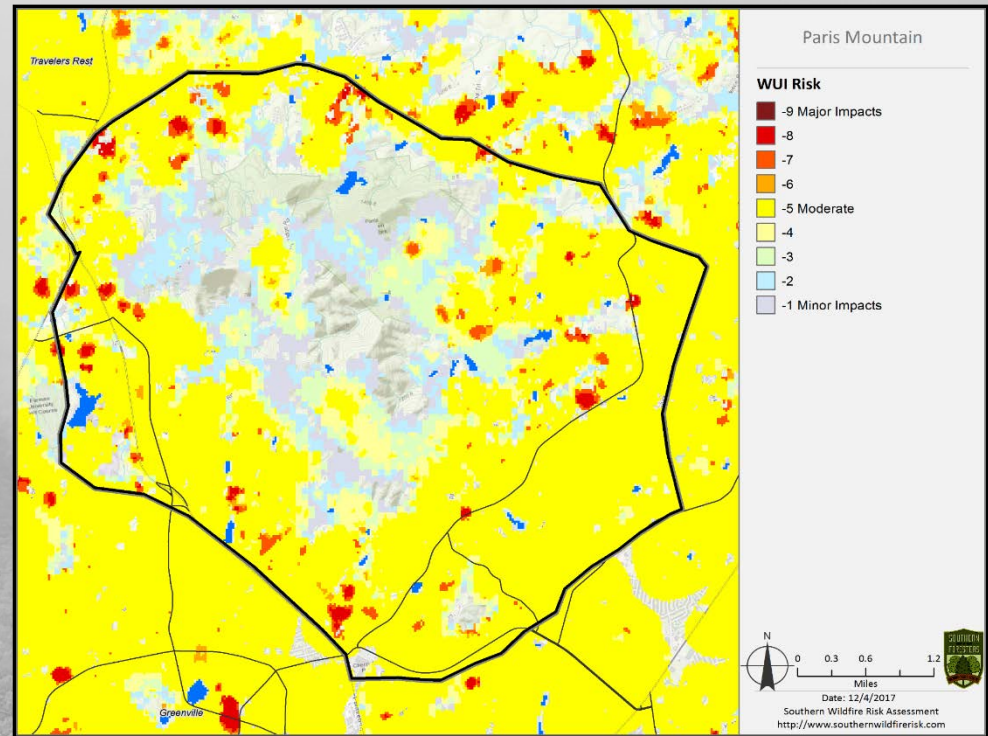 Travelers Rest
Greenville
Paris Mountain
WUI Risk
-9 Major Impacts
-8
-7
-6
-5 Moderate
-4
-3
-2
-1 Minor Impacts
N
0 0.3 0.6 1.2
Miles
SOUTHERN
FORESTERS
Date: 12/4/2017
Southern Wildfire Risk Assessment
http://www.southernwildfirerisk.com